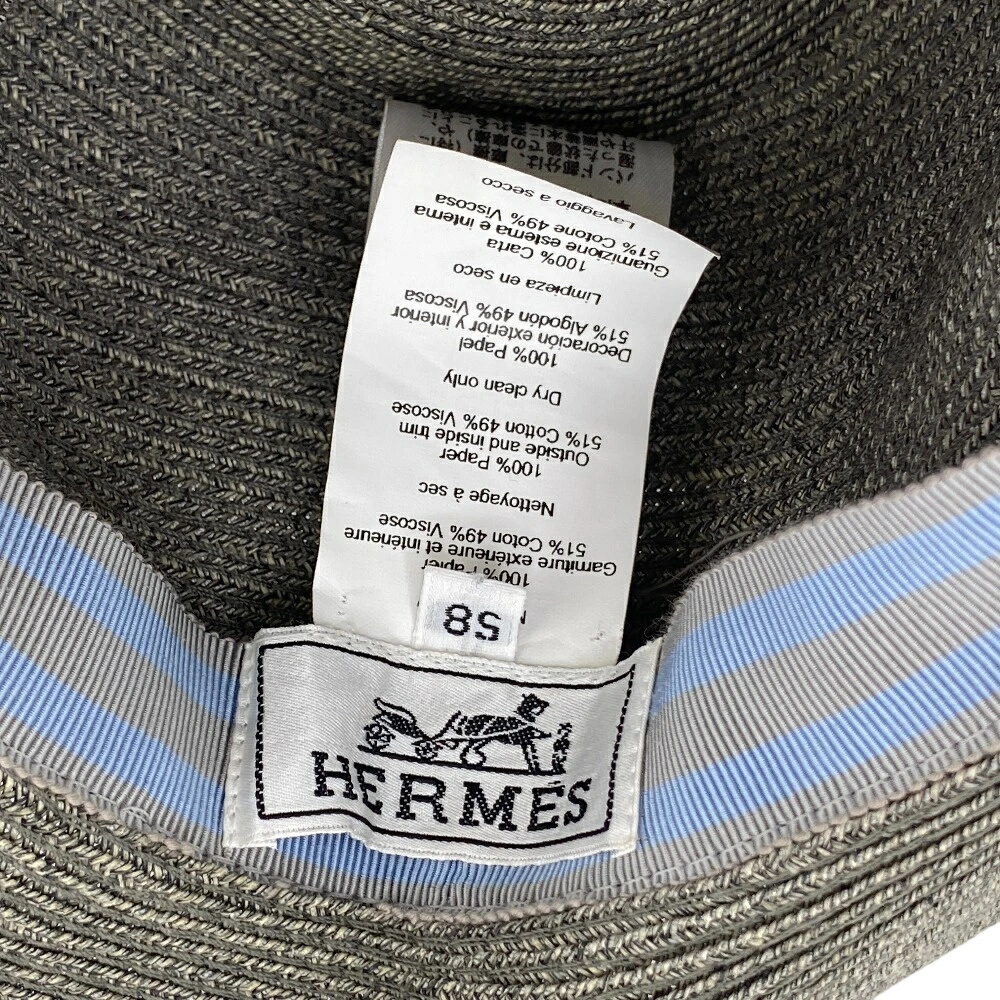 HERMES
58
100% Papier
Garniture extérieure et intérieure
51% Coton 49% Viscose
Nettoyage à sec
100% Paper
Outside and inside trim
51% Cotton 49% Viscose
Dry clean only
100% Papel
Decoración exterior y interior
51% Algodón 49% Viscosa
Limpieza en seco
100% Carta
Guarnizione esterna e interna
51% Cotone 49% Viscosa
Lavaggio a secco